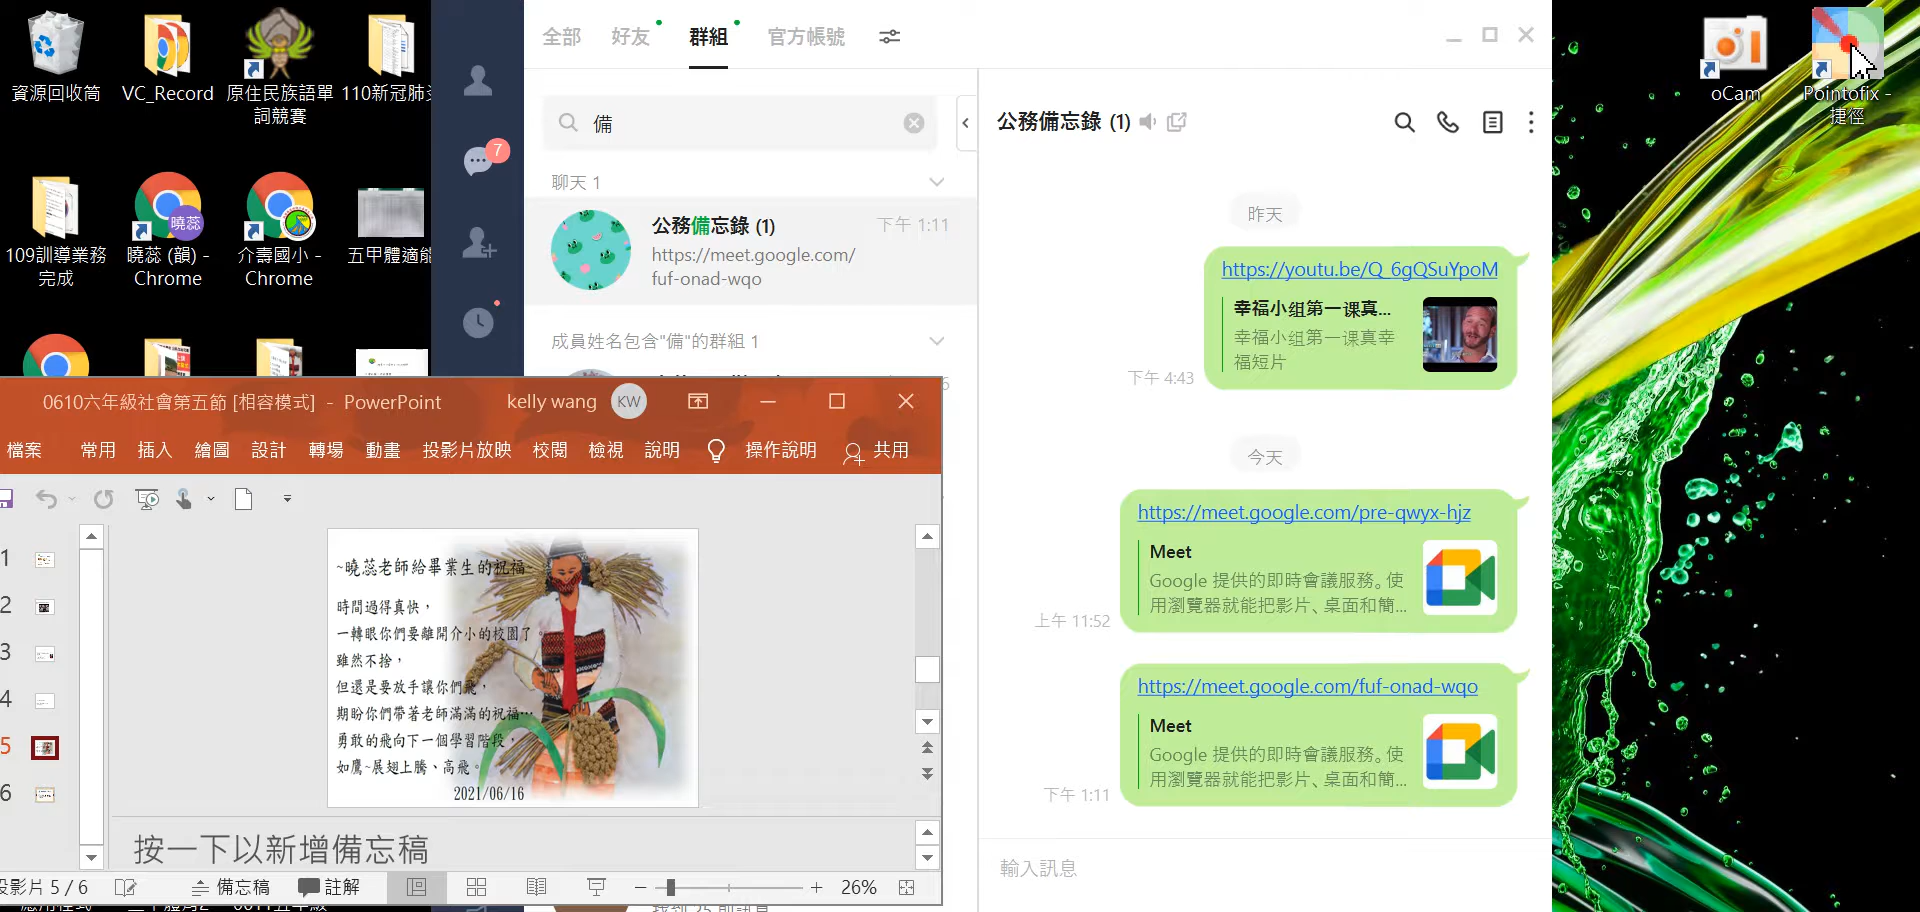 資源回收筒
VC_Record
原住民族語單
詞競賽
110新冠肺
109訓導業務
完成
曉蕊
曉蕊 (韻) -
Chrome
介壽國小 -
Chrome
五甲體適能
7
全部
好友
群組
官方帳號
備
聊天 1
公務備忘錄 (1)
下午 1:11
https://meet.google.com/
fuf-onad-wqo
成員姓名包含"備"的群組 1
公務備忘錄 (1)
昨天
https://youtu.be/Q_6gQSuYpoM
幸福小组第一课真...
幸福小组第一课真幸
福短片
下午 4:43
今天
https://meet.google.com/pre-qwyx-hjz
Meet
Google 提供的即時會議服務。使
用瀏覽器就能把影片、桌面和簡...
上午 11:52
https://meet.google.com/fuf-onad-wqo
Meet
Google 提供的即時會議服務。使
用瀏覽器就能把影片、桌面和簡...
下午 1:11
輸入訊息
oCam
Pointofix -
捷徑
0610六年級社會第五節 [相容模式] - PowerPoint
kelly wang
KW
檔案
常用
插入
繪圖
設計
轉場
動畫
投影片放映
校閱
檢視
說明
操作說明
共用
1
2
3
4
5
6
~曉蕊老師給畢業生的祝福~
時間過得真快，
一轉眼你們要離開介小的校園了。
雖然不捨，
但還是要放手讓你們飛，
期盼你們帶著老師滿滿的祝福…
勇敢的飛向下一個學習階段，
如鷹~展翅上騰、高飛。
2021/06/16
按一下以新增備忘稿
投影片 5 / 6
備忘稿
註解
26%